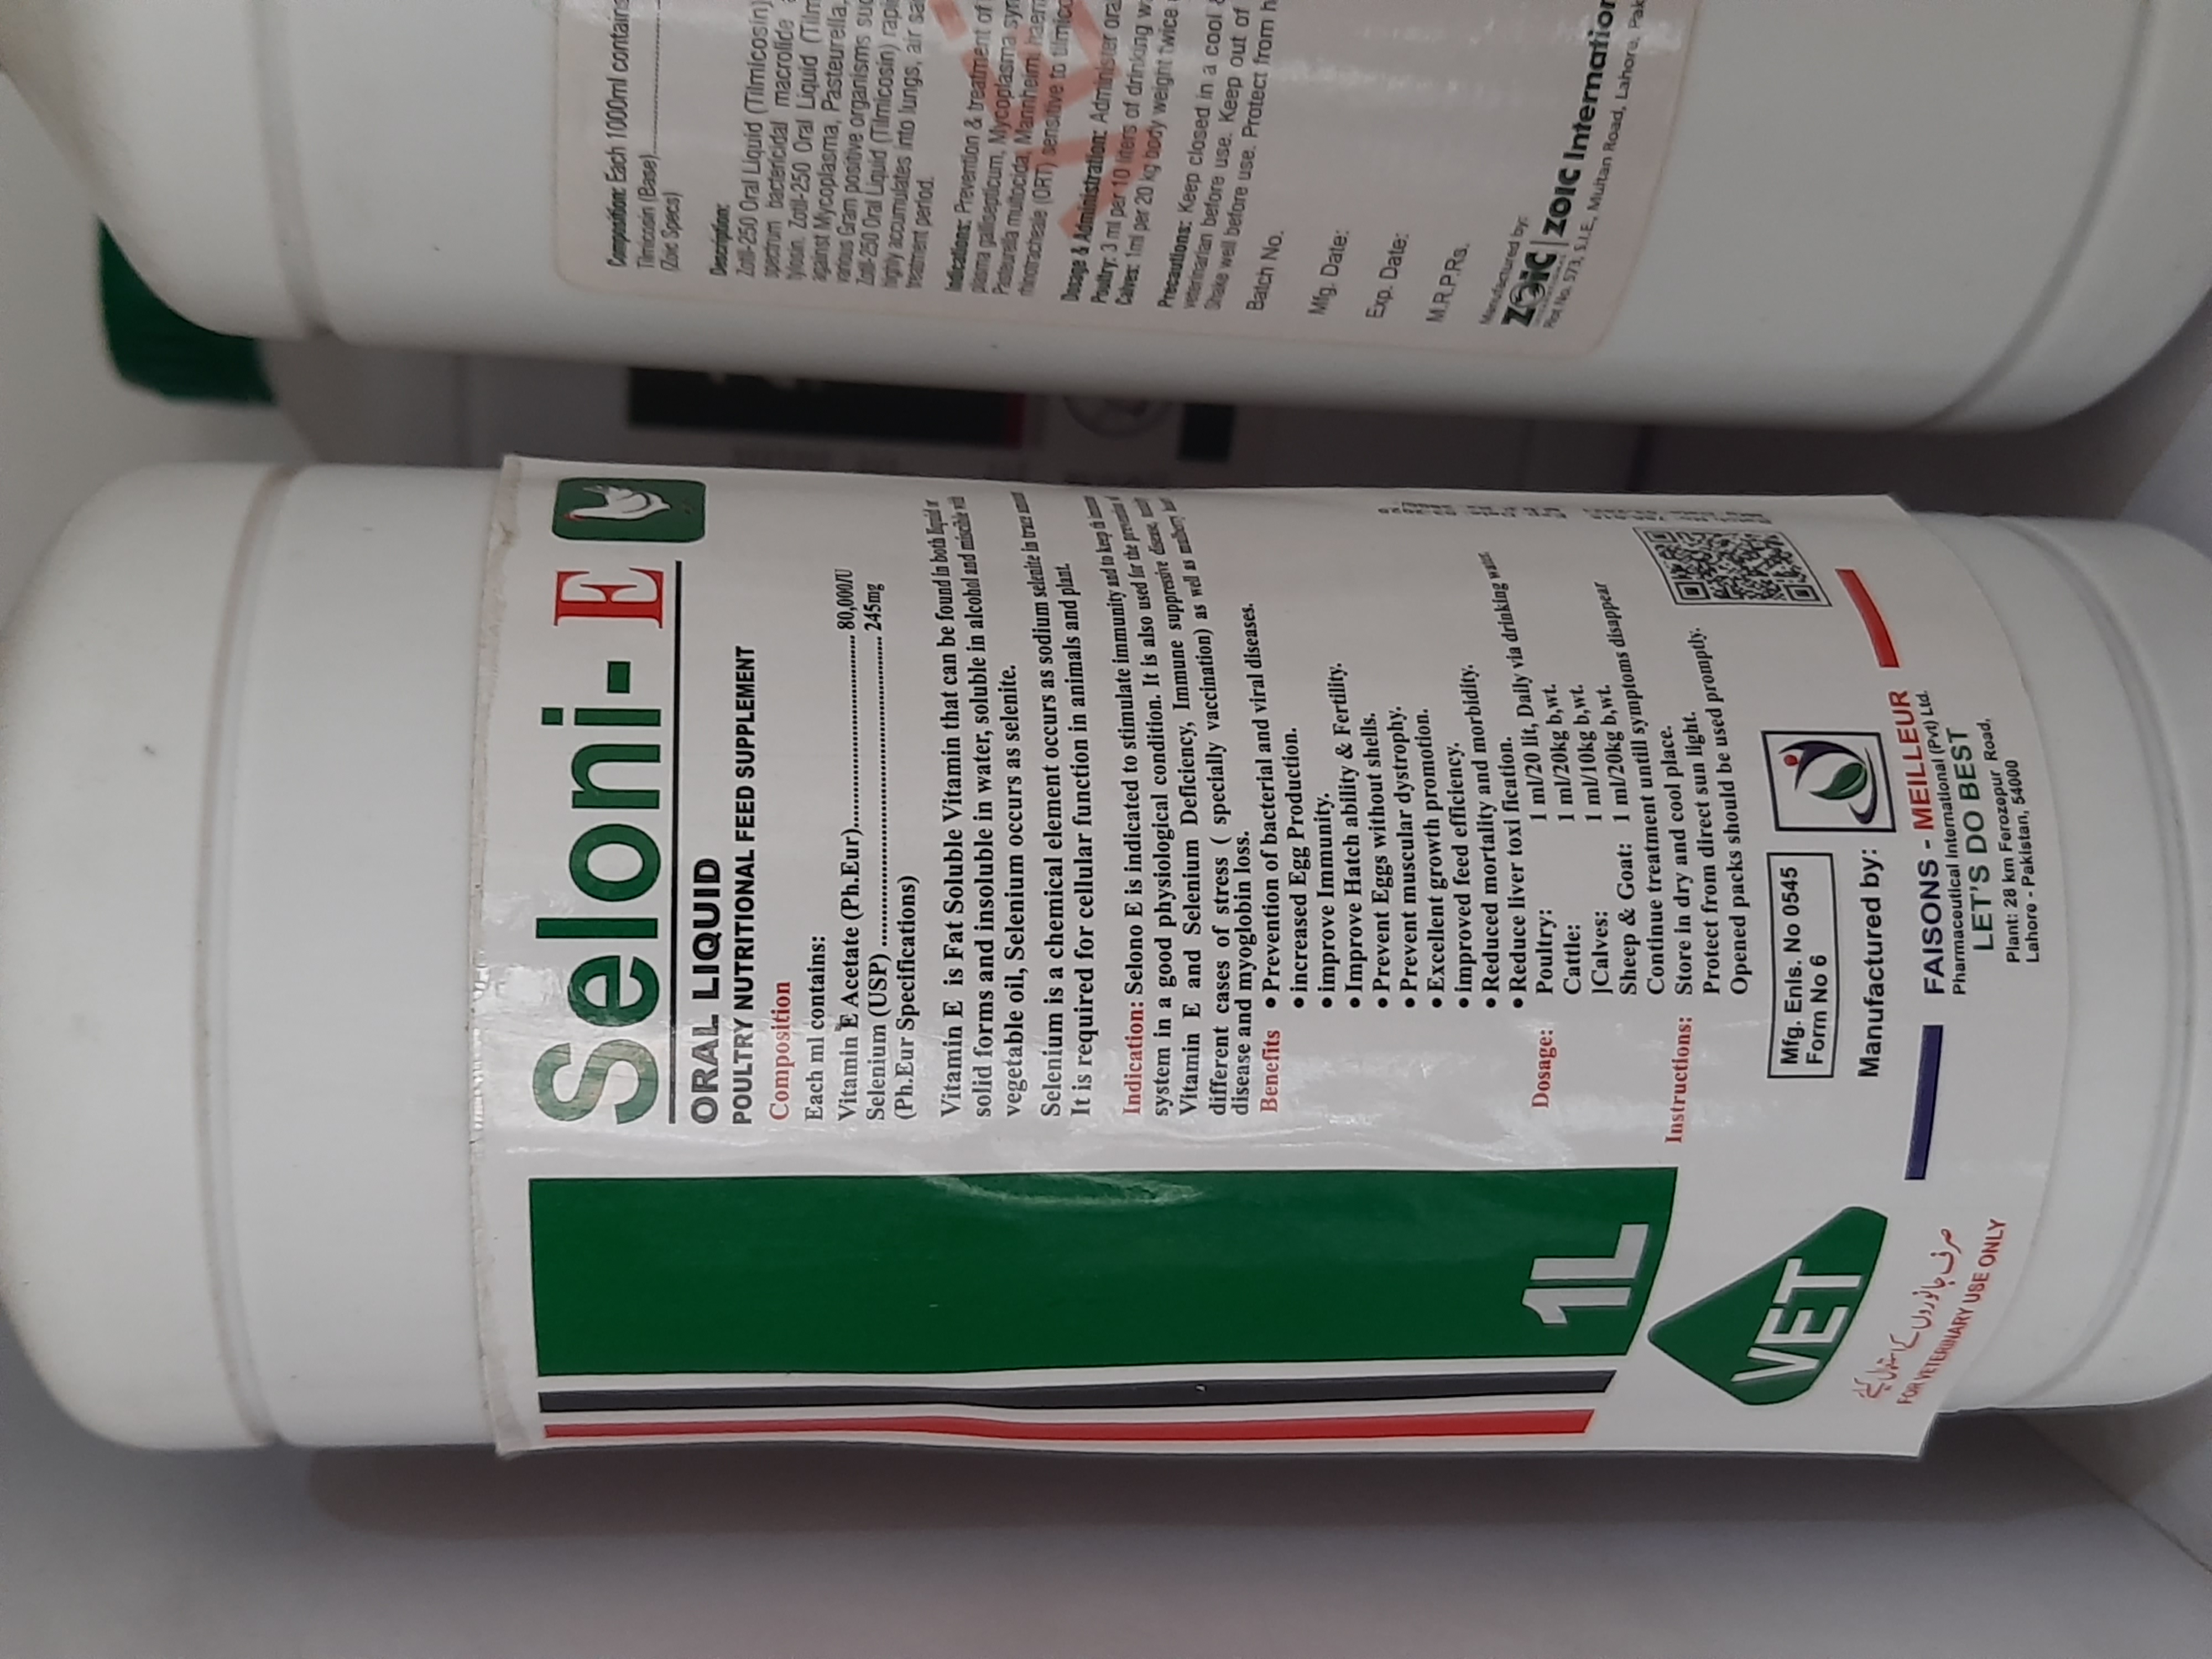 Seloni- E
ORAL LIQUID
POULTRY NUTRITIONAL FEED SUPPLEMENT
Composition
Each ml contains:
Vitamin E Acetate (Ph.Eur)................................. 80,000IU
Selenium (USP) ..................................................... 245mg
(Ph.Eur Specifications)
Vitamin E is Fat Soluble Vitamin that can be found in both liquid or
solid forms and insoluble in water, soluble in alcohol and miscible with
vegetable oil, Selenium occurs as selenite.
Selenium is a chemical element occurs as sodium selenite in trace amount
It is required for cellular function in animals and plant.
Indication: Selono E is indicated to stimulate immunity and to keep th immune
system in a good physiological condition. It is also used for the prevention of
Vitamin E and Selenium Deficiency, Immune suppressive disease,
different cases of stress ( specially vaccination) as well as mulberry heart
disease and myoglobin loss.
Benefits • Prevention of bacterial and viral diseases.
• increased Egg Production.
• improve Immunity.
• Improve Hatch ability & Fertility.
• Prevent Eggs without shells.
• Prevent muscular dystrophy.
• Excellent growth promotion.
• improved feed efficiency.
• Reduced mortality and morbidity.
• Reduce liver toxi fication.
Dosage: Poultry: 1 ml/20 lit, Daily via drinking water.
Cattle: 1 ml/20kg b,wt.
]Calves: 1 ml/10kg b,wt.
Sheep & Goat: 1 ml/20kg b,wt.
Continue treatment untill symptoms disappear
Instructions: Store in dry and cool place.
Protect from direct sun light.
Opened packs should be used promptly.
1L
VET
صرف جانوروں کے استعمال کیلئے
FOR VETERINARY USE ONLY
Mfg. Enls. No 0545
Form No 6
Manufactured by:
FAISONS - MEILLEUR
Pharmaceutical International (Pvt) Ltd.
LET'S DO BEST
Plant: 28 km Ferozepur Road,
Lahore - Pakistan, 54000
Composition: Each 1000ml contains
Tilmicosin (Base)
(Zoic Specs)
Description:
Zotil-250 Oral Liquid (Tilmicosin)
spectrum bactericidal macrolide
tylosin. Zotil-250 Oral Liquid (Tilm
against Mycoplasma, Pasteurella,
various Gram positive organisms suc
Zotil-250 Oral Liquid (Tilmicosin) rapi
highly accumulates into lungs, air sa
treatment period.
Indications: Prevention & treatment of
plasma gallisepticum, Mycoplasma syn
Pasteurella multocida, Mannheimi haem
rhinotracheale (ORT) sensitive to tilmico
Dosage & Administration: Administer ora
Poultry: 3 ml per 10 liters of drinking w
Calves: 1ml per 20 kg body weight twice
Precautions: Keep closed in a cool &
veterinarian before use. Keep out of
Shake well before use. Protect from h
Batch No.
Mfg. Date:
Exp. Date:
M.R.P.Rs.
Manufactured by:
ZOIC | ZOIC Internation
Plot No. 573, S.I.E, Multan Road, Lahore, Pak